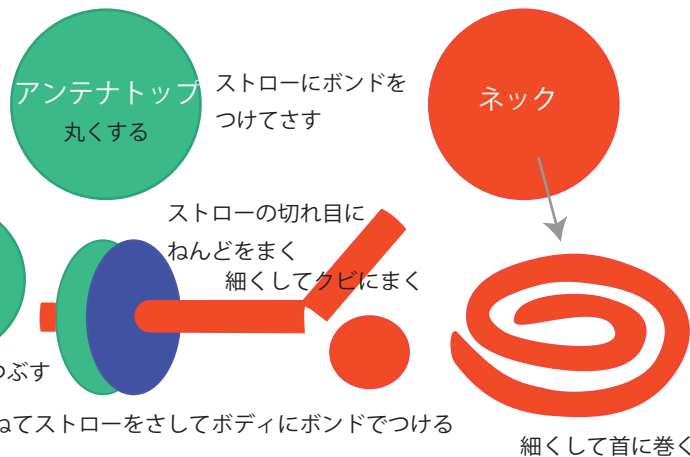 アンテナトップ
丸くする
ストローにボンドを
つけてさす
ネック
ストローの切れ目に
ねんどをまく
細くしてクビにまく
つぶす
ねてストローをさしてボディにボンドでつける
細くして首に巻く